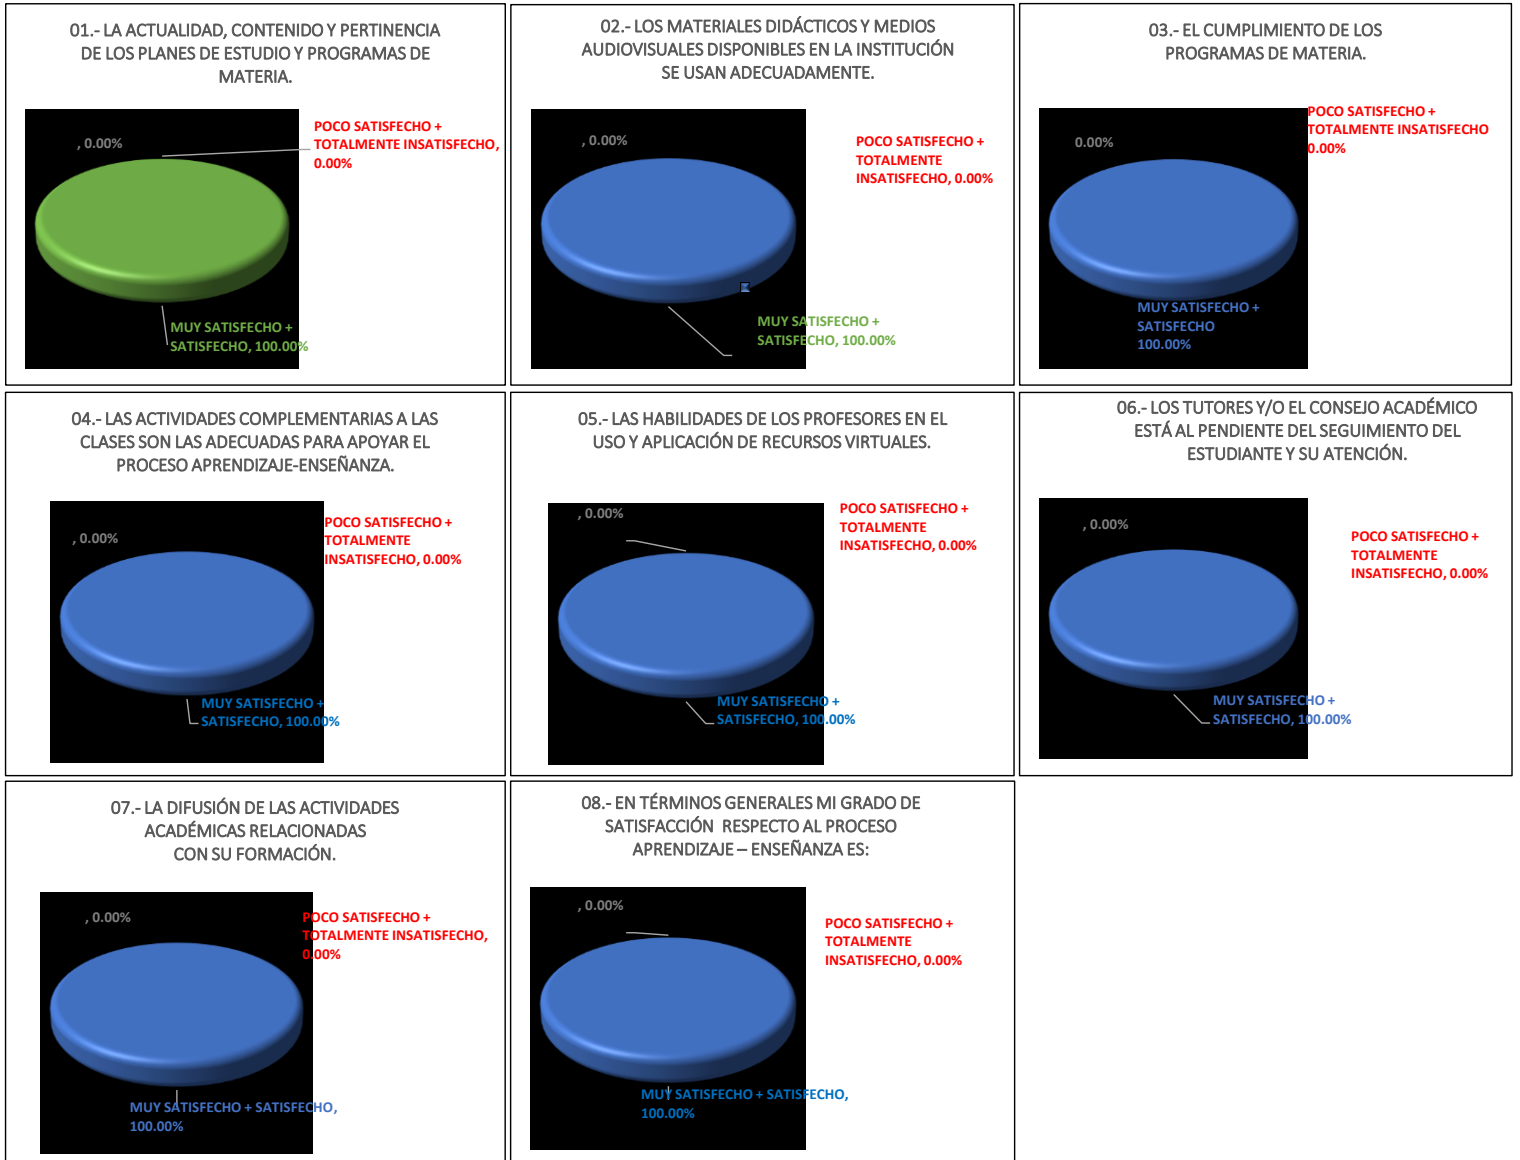 01.- LA ACTUALIDAD, CONTENIDO Y PERTINENCIA
DE LOS PLANES DE ESTUDIO Y PROGRAMAS DE
MATERIA.
, 0.00%
POCO SATISFECHO +
TOTALMENTE INSATISFECHO,
0.00%
MUY SATISFECHO +
SATISFECHO, 100.00%
02.- LOS MATERIALES DIDÁCTICOS Y MEDIOS
AUDIOVISUALES DISPONIBLES EN LA INSTITUCIÓN
SE USAN ADECUADAMENTE.
, 0.00%
POCO SATISFECHO +
TOTALMENTE
INSATISFECHO, 0.00%
MUY SATISFECHO +
SATISFECHO, 100.00%
03.- EL CUMPLIMIENTO DE LOS
PROGRAMAS DE MATERIA.
0.00%
POCO SATISFECHO +
TOTALMENTE INSATISFECHO
0.00%
MUY SATISFECHO +
SATISFECHO
100.00%
04.- LAS ACTIVIDADES COMPLEMENTARIAS A LAS
CLASES SON LAS ADECUADAS PARA APOYAR EL
PROCESO APRENDIZAJE-ENSEÑANZA.
, 0.00%
POCO SATISFECHO +
TOTALMENTE
INSATISFECHO, 0.00%
MUY SATISFECHO +
SATISFECHO, 100.00%
05.- LAS HABILIDADES DE LOS PROFESORES EN EL
USO Y APLICACIÓN DE RECURSOS VIRTUALES.
, 0.00%
POCO SATISFECHO +
TOTALMENTE
INSATISFECHO, 0.00%
MUY SATISFECHO +
SATISFECHO, 100.00%
06.- LOS TUTORES Y/O EL CONSEJO ACADÉMICO
ESTÁ AL PENDIENTE DEL SEGUIMIENTO DEL
ESTUDIANTE Y SU ATENCIÓN.
, 0.00%
POCO SATISFECHO +
TOTALMENTE
INSATISFECHO, 0.00%
MUY SATISFECHO +
SATISFECHO, 100.00%
07.- LA DIFUSIÓN DE LAS ACTIVIDADES
ACADÉMICAS RELACIONADAS
CON SU FORMACIÓN.
, 0.00%
POCO SATISFECHO +
TOTALMENTE INSATISFECHO,
0.00%
MUY SATISFECHO + SATISFECHO,
100.00%
08.- EN TÉRMINOS GENERALES MI GRADO DE
SATISFACCIÓN  RESPECTO AL PROCESO
APRENDIZAJE – ENSEÑANZA ES:
, 0.00%
POCO SATISFECHO +
TOTALMENTE
INSATISFECHO, 0.00%
MUY SATISFECHO + SATISFECHO,
100.00%